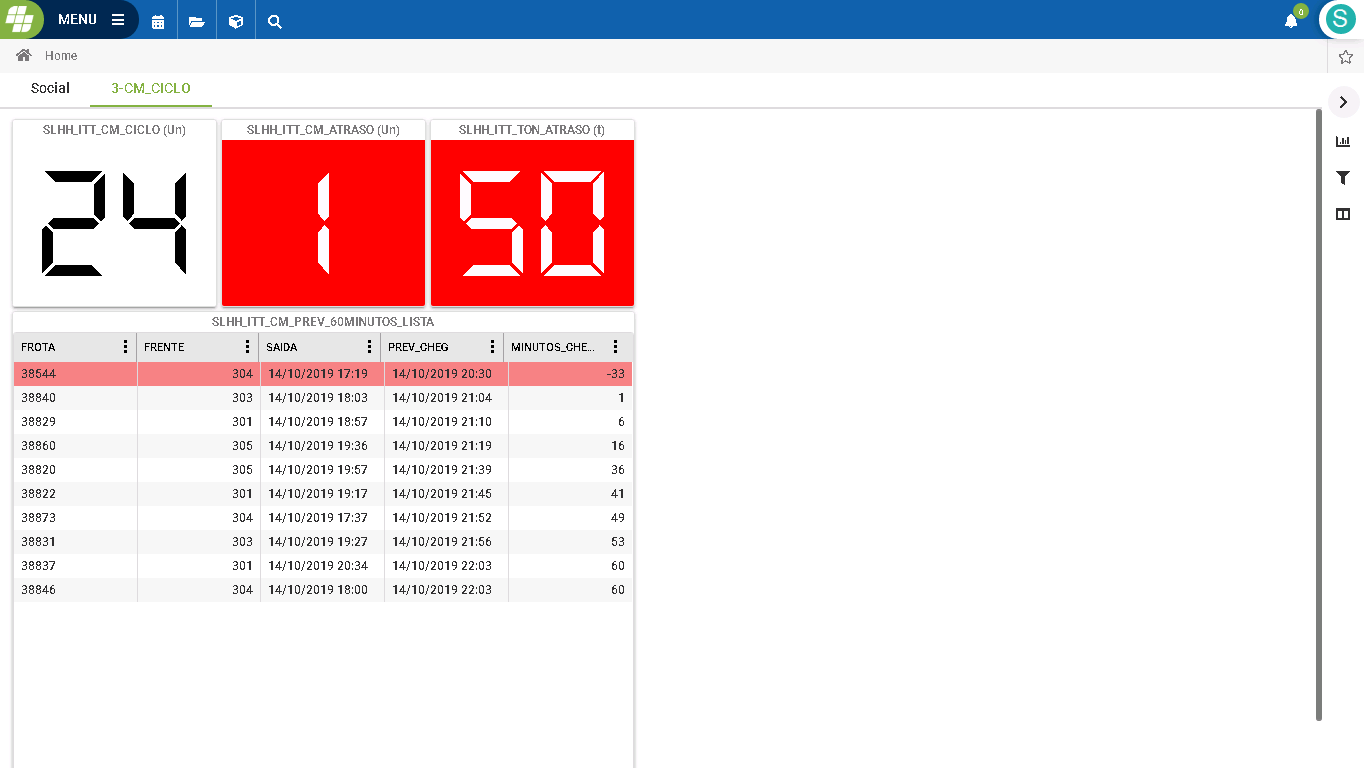 MENU
0
S
Home
Social 3-CM_CICLO
SLHH_ITT_CM_CICLO (Un) SLHH_ITT_CM_ATRASO (Un) SLHH_ITT_TON_ATRASO (t)
24 1 50
SLHH_ITT_CM_PREV_60MINUTOS_LISTA
FROTA FRENTE SAIDA PREV_CHEG MINUTOS_CHE...
38544 304 14/10/2019 17:19 14/10/2019 20:30 -33
38840 303 14/10/2019 18:03 14/10/2019 21:04 1
38829 301 14/10/2019 18:57 14/10/2019 21:10 6
38860 305 14/10/2019 19:36 14/10/2019 21:19 16
38820 305 14/10/2019 19:57 14/10/2019 21:39 36
38822 301 14/10/2019 19:17 14/10/2019 21:45 41
38873 304 14/10/2019 17:37 14/10/2019 21:52 49
38831 303 14/10/2019 19:27 14/10/2019 21:56 53
38837 301 14/10/2019 20:34 14/10/2019 22:03 60
38846 304 14/10/2019 18:00 14/10/2019 22:03 60